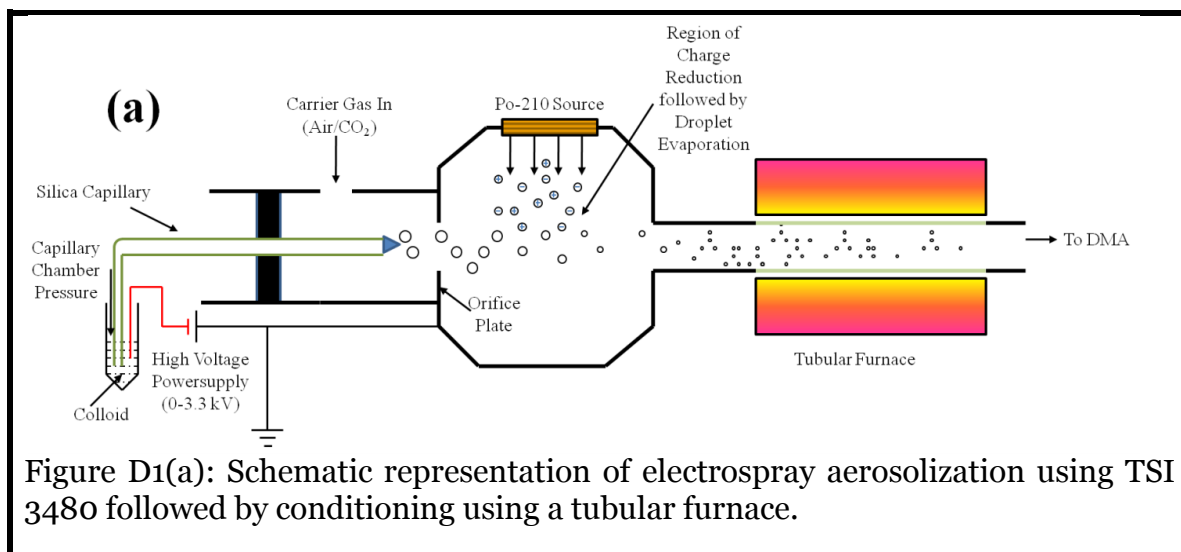 (a)
Carrier Gas In
(Air/CO₂)
Po-210 Source
Region of
Charge
Reduction
followed by
Droplet
Evaporation
Silica Capillary
Capillary
Chamber
Pressure
To DMA
Orifice
Plate
High Voltage
Powersupply
(0-3.3 kV)
Colloid
Tubular Furnace
Figure D1(a): Schematic representation of electrospray aerosolization using TSI
3480 followed by conditioning using a tubular furnace.